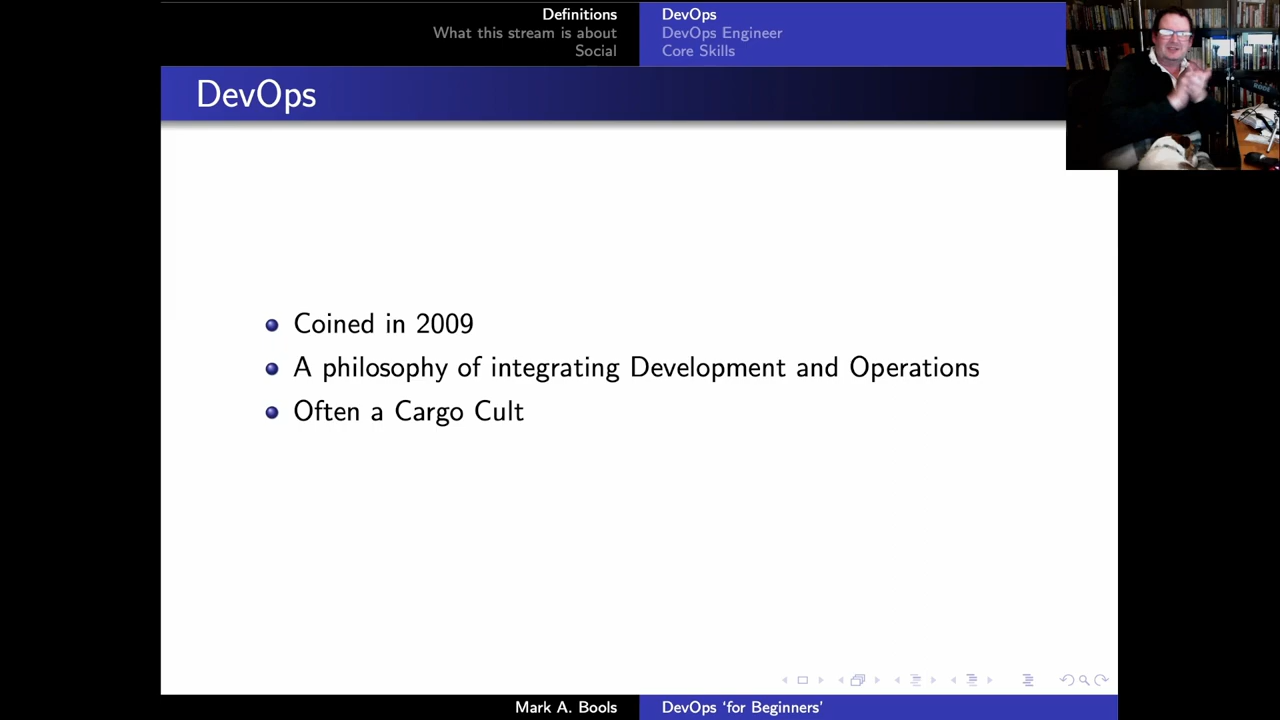 Definitions
What this stream is about
Social
DevOps
DevOps Engineer
Core Skills
DevOps
Coined in 2009
A philosophy of integrating Development and Operations
Often a Cargo Cult
Mark A. Bools
DevOps ‘for Beginners’